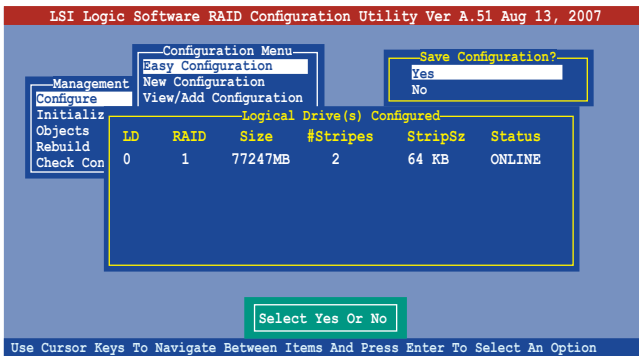 LSI Logic Software RAID Configuration Utility Ver A.51 Aug 13, 2007
Configuration Menu
Easy Configuration
New Configuration
View/Add Configuration
Save Configuration?
Yes
No
Management
Configure
Initializ
Objects
Rebuild
Check Con
Logical Drive(s) Configured
LD RAID Size #Stripes StripSz Status
0 1 77247MB 2 64 KB ONLINE
Select Yes Or No
Use Cursor Keys To Navigate Between Items And Press Enter To Select An Option